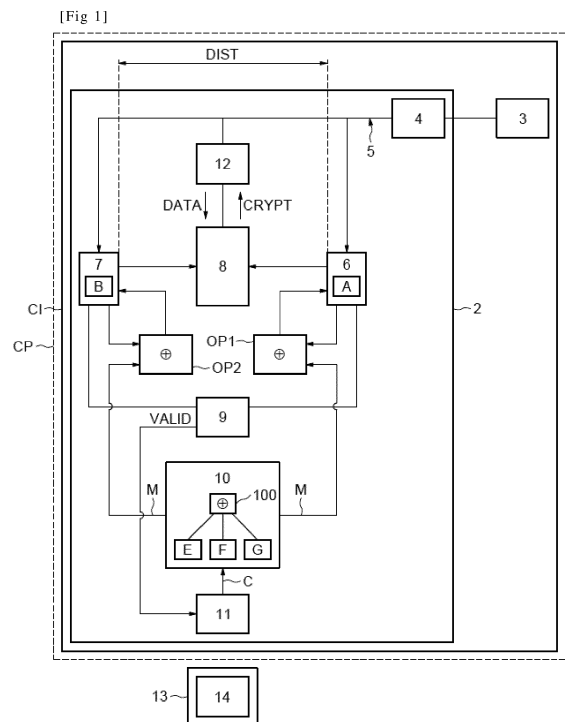 [Fig 1]
DIST
4
3
5
12
DATA
CRYPT
7
B
8
6
A
CI
2
CP
⊕
OP1
⊕
OP2
VALID
9
M
10
⊕
100
M
E
F
G
C
11
13
14